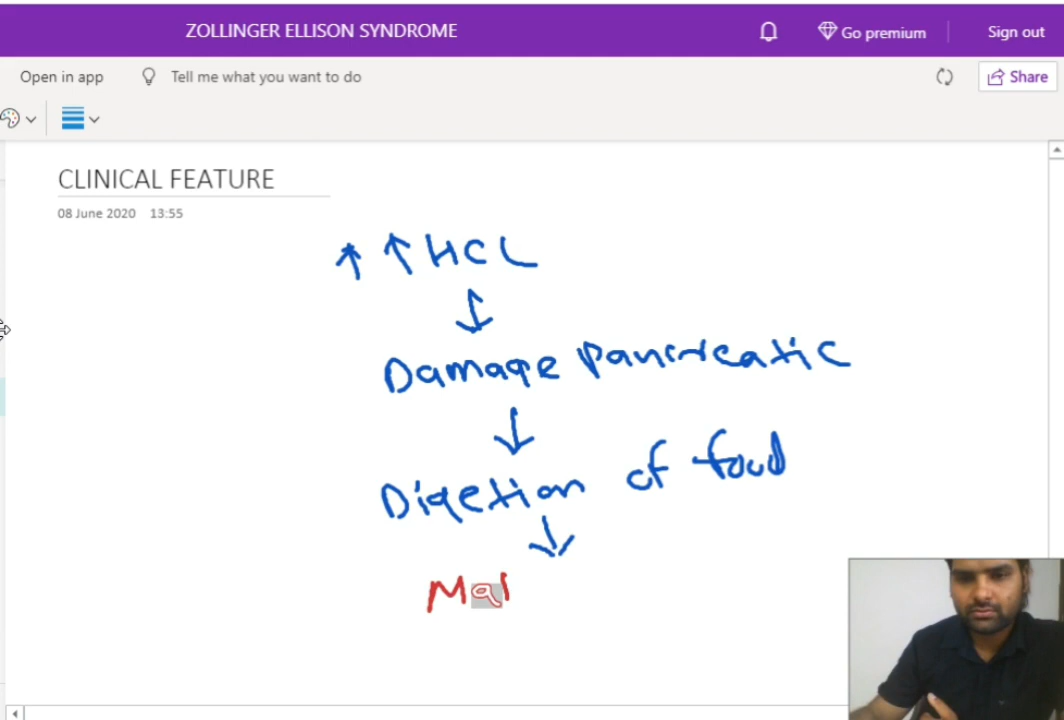 ZOLLINGER ELLISON SYNDROME
Go premium
Sign out
Open in app
Tell me what you want to do
Share
CLINICAL FEATURE
08 June 2020 13:55
↑ ↑ HCL
↓
Damage pancreatic
↓
Digetion of food
↓
Mal